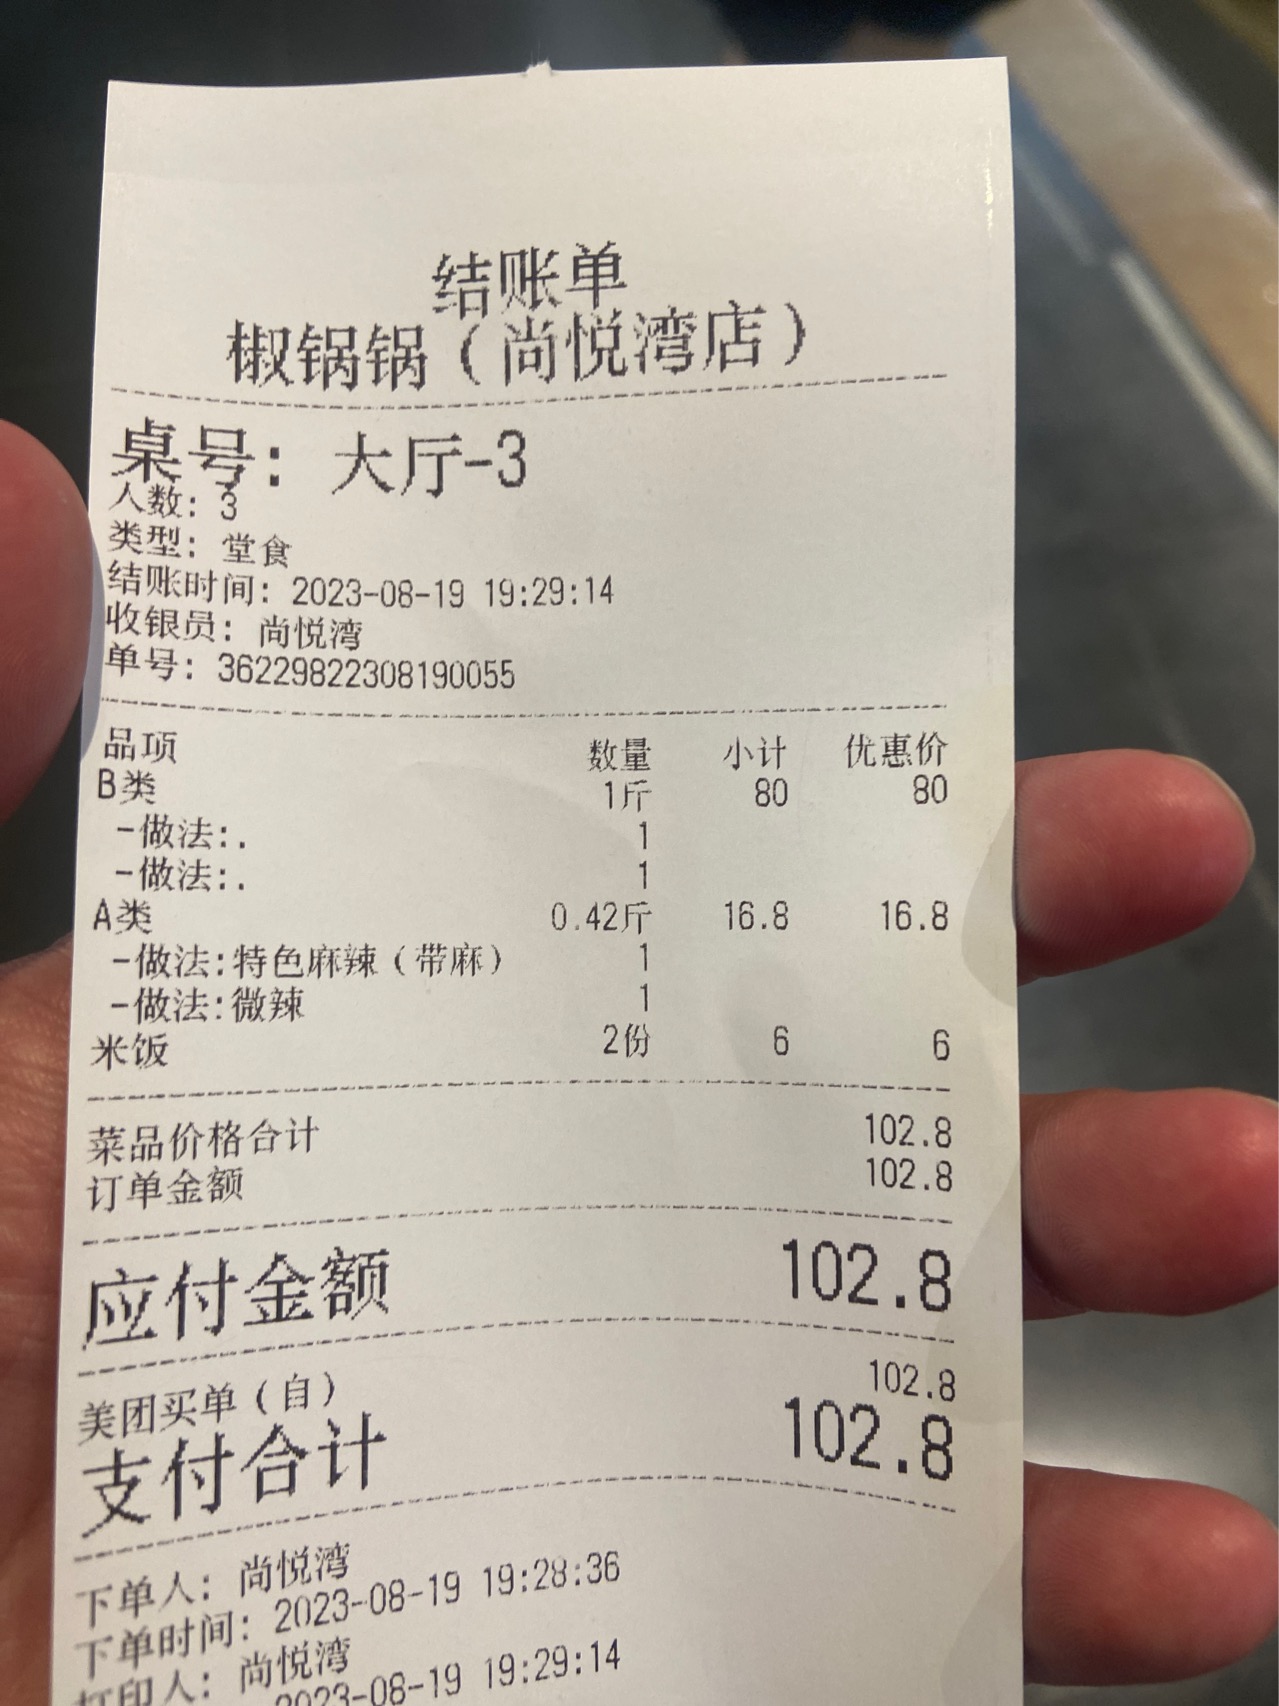 结账单
椒锅锅（尚悦湾店）
桌号： 大厅-3
人数: 3
类型: 堂食
结账时间: 2023-08-19 19:29:14
收银员: 尚悦湾
单号: 36229822308190055
品项 数量 小计 优惠价
B类 1斤 80 80
-做法:. 1
-做法:. 1
A类 0.42斤 16.8 16.8
-做法:特色麻辣（带麻） 1
-做法:微辣 1
米饭 2份 6 6
菜品价格合计 102.8
订单金额 102.8
应付金额 102.8
美团买单（自） 102.8
支付合计 102.8
下单人: 尚悦湾
下单时间: 2023-08-19 19:28:36
打印人: 尚悦湾
2023-08-19 19:29:14